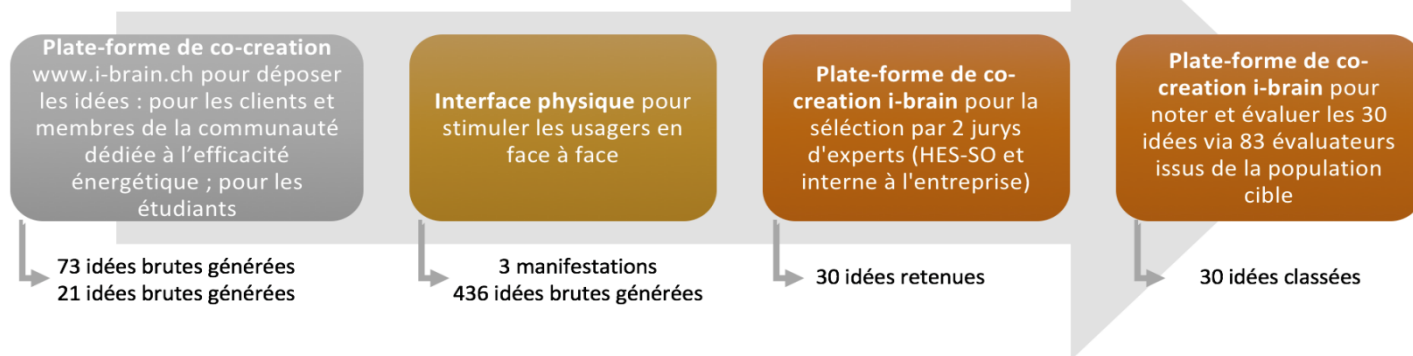 Plate-forme de co-creation
www.i-brain.ch pour déposer
les idées : pour les clients et
membres de la communauté
dédiée à l’efficacité
énergétique ; pour les
étudiants
73 idées brutes générées
21 idées brutes générées
Interface physique pour
stimuler les usagers en
face à face
3 manifestations
436 idées brutes générées
Plate-forme de co-
creation i-brain pour la
séléction par 2 jurys
d'experts (HES-SO et
interne à l'entreprise)
30 idées retenues
Plate-forme de co-
creation i-brain pour
noter et évaluer les 30
idées via 83 évaluateurs
issus de la population
cible
30 idées classées